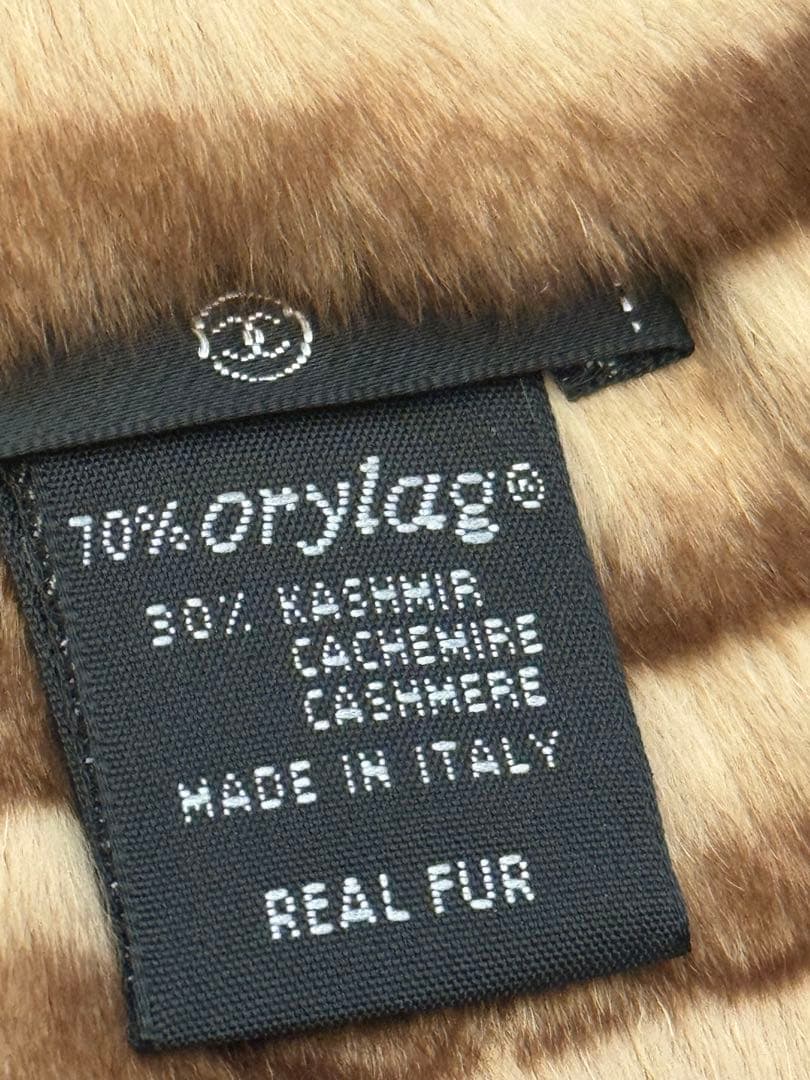 70% orylag®
30% KASHMIR
CACHEMIRE
CASHMERE
MADE IN ITALY
REAL FUR